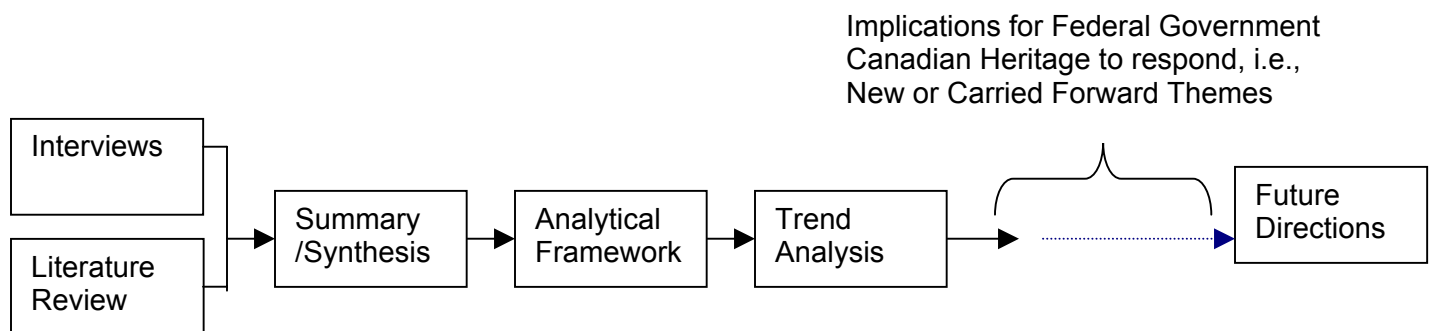 Implications for Federal Government
Canadian Heritage to respond, i.e.,
New or Carried Forward Themes
Interviews
Literature
Review
Summary
/Synthesis
Analytical
Framework
Trend
Analysis
Future
Directions